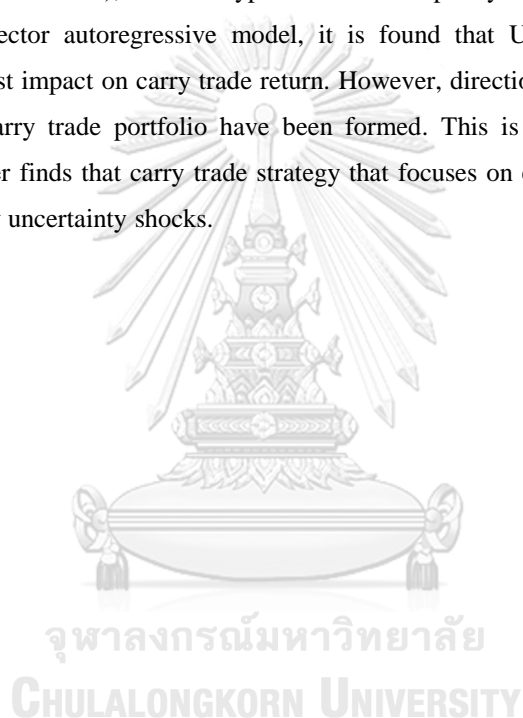 ector autoregressive model, it is found that U
st impact on carry trade return. However, directio
arry trade portfolio have been formed. This is
er finds that carry trade strategy that focuses on
uncertainty shocks.
จุฬาลงกรณ์มหาวิทยาลัย
CHULALONGKORN UNIVERSITY